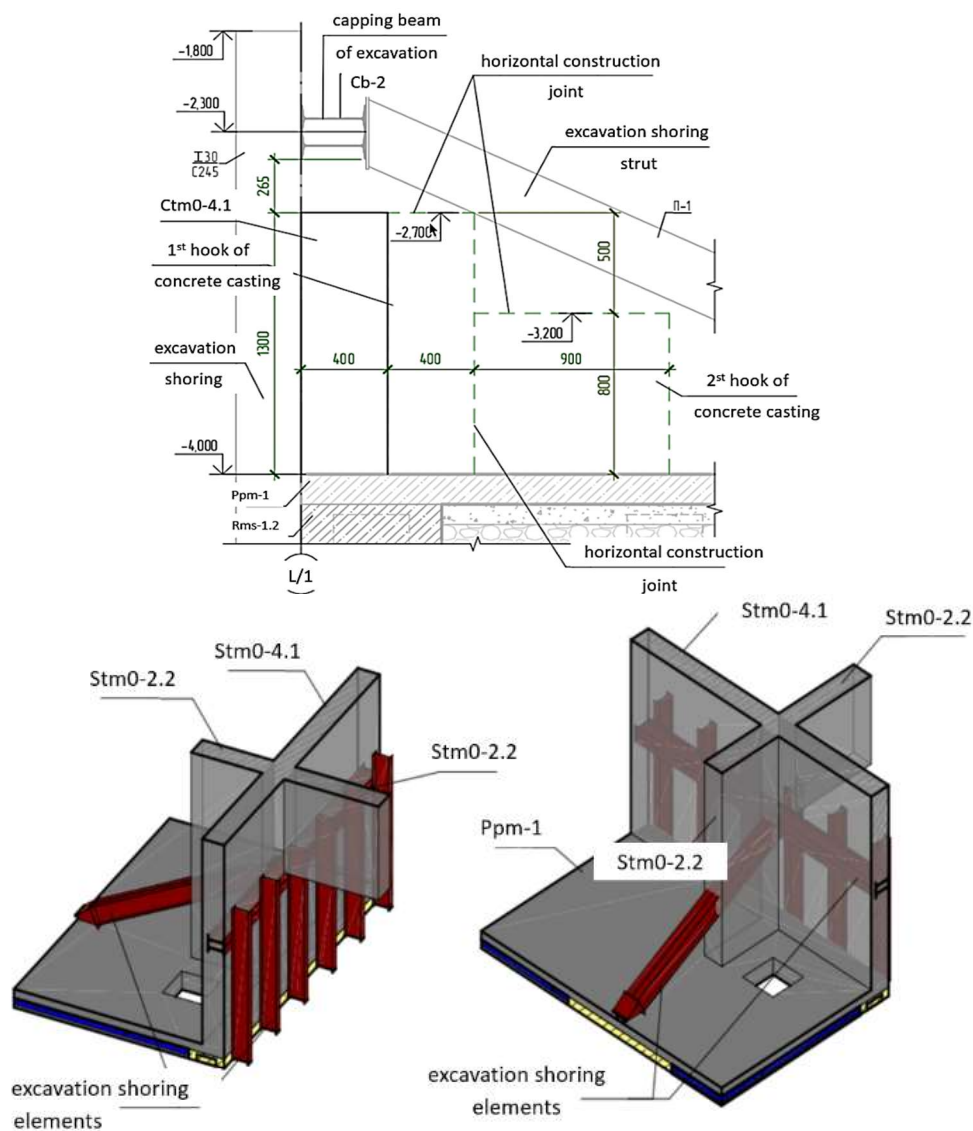 capping beam
of excavation
Cb-2
horizontal construction
joint
-1,800
-2,300
excavation shoring
strut
I30
C245
265
Ctm0-4.1
П-1
-2,700
1st hook of
concrete casting
500
-3,200
1300
excavation
shoring
400
400
900
800
2st hook of
concrete casting
-4,000
Ppm-1
Rms-1.2
L/1
horizontal construction
joint
Stm0-4.1
Stm0-2.2
Stm0-2.2
Stm0-4.1
Stm0-2.2
Ppm-1
Stm0-2.2
excavation shoring
elements
excavation shoring
elements